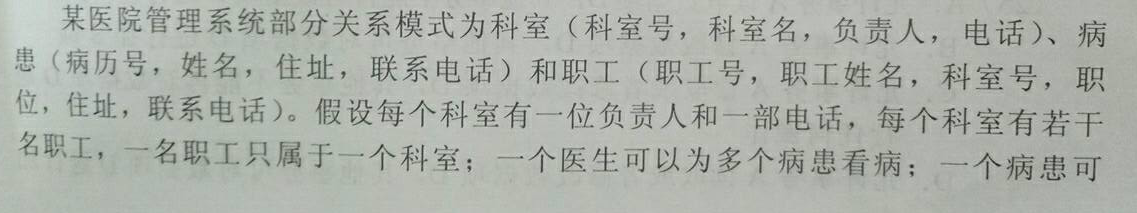 某医院管理系统部分关系模式为科室（科室号，科室名，负责人，电话）、病
患（病历号，姓名，住址，联系电话）和职工（职工号，职工姓名，科室号，职
位，住址，联系电话）。假设每个科室有一位负责人和一部电话，每个科室有若干
名职工，一名职工只属于一个科室；一个医生可以为多个病患看病；一个病患可